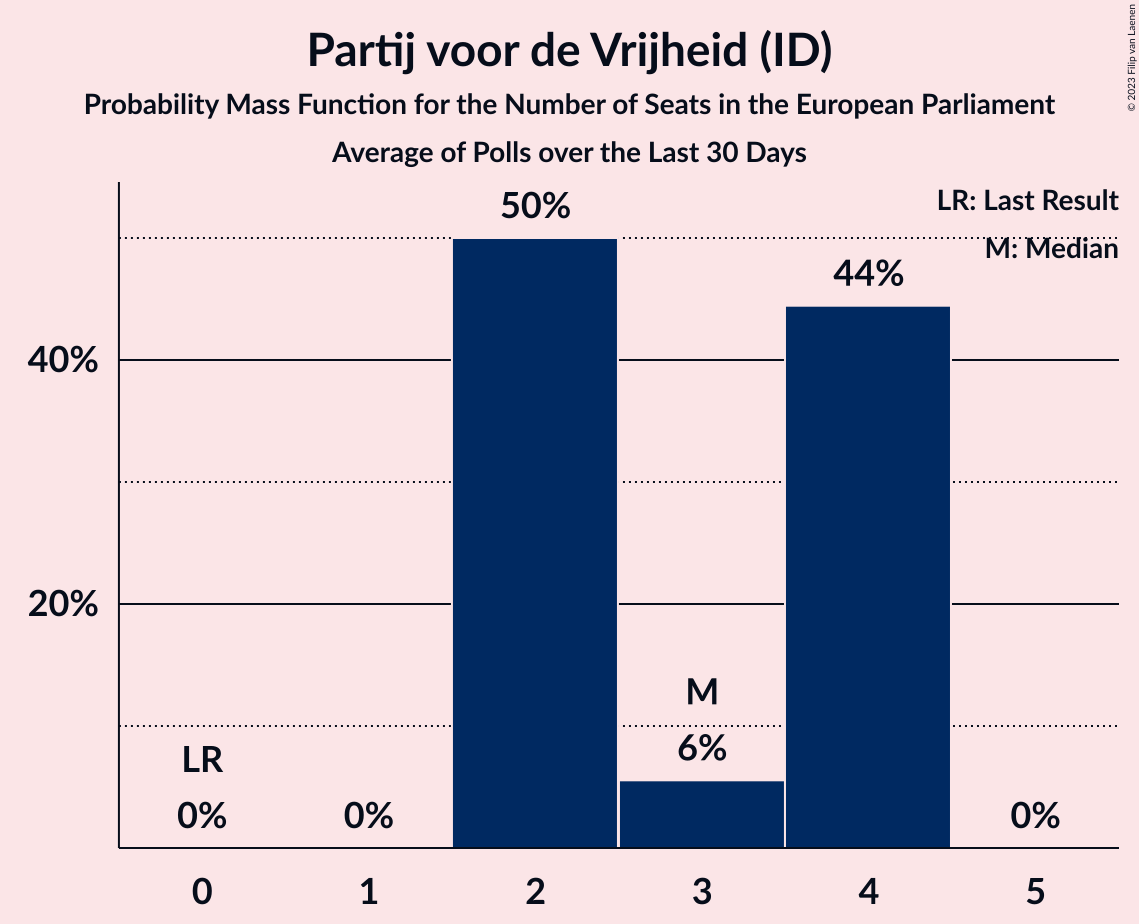 Partij voor de Vrijheid (ID)
Probability Mass Function for the Number of Seats in the European Parliament
Average of Polls over the Last 30 Days
© 2023 Filip van Laenen
LR: Last Result
M: Median
50%
44%
40%
20%
M
6%
LR
0%
0%
0%
0 1 2 3 4 5